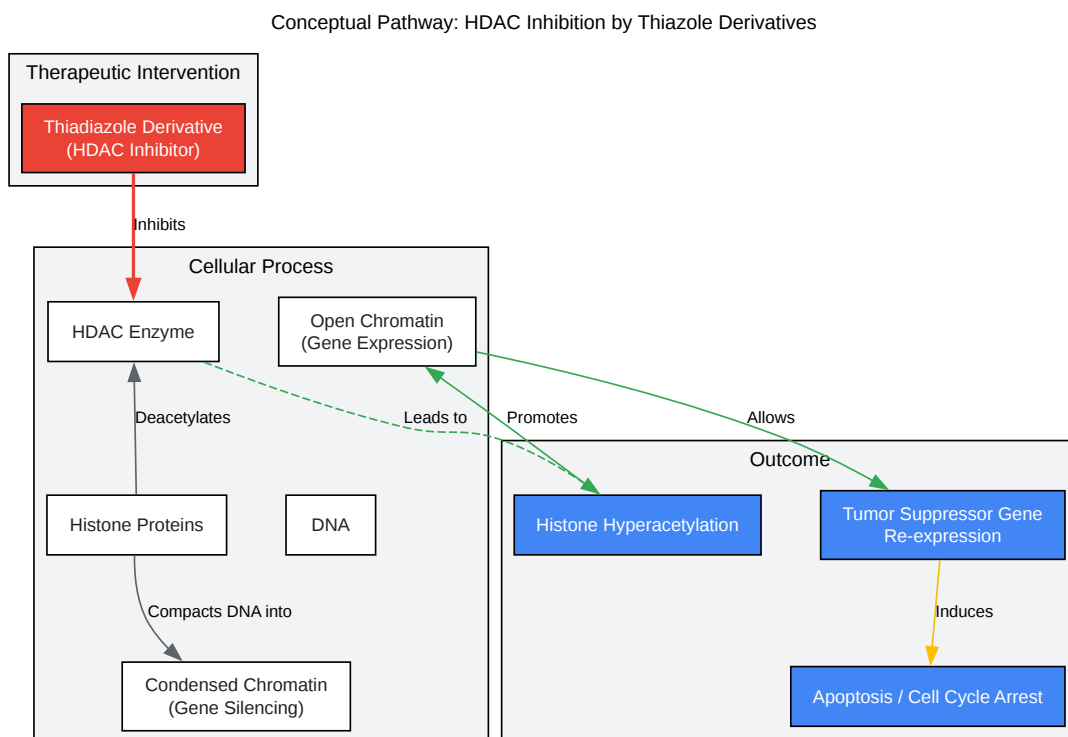 Conceptual Pathway: HDAC Inhibition by Thiazole Derivatives
Therapeutic Intervention
Thiadiazole Derivative
(HDAC Inhibitor)
Inhibits
Cellular Process
HDAC Enzyme
Open Chromatin
(Gene Expression)
Deacetylates
Leads to
Promotes
Allows
Outcome
Histone Proteins
DNA
Histone Hyperacetylation
Tumor Suppressor Gene
Re-expression
Compacts DNA into
Induces
Condensed Chromatin
(Gene Silencing)
Apoptosis / Cell Cycle Arrest